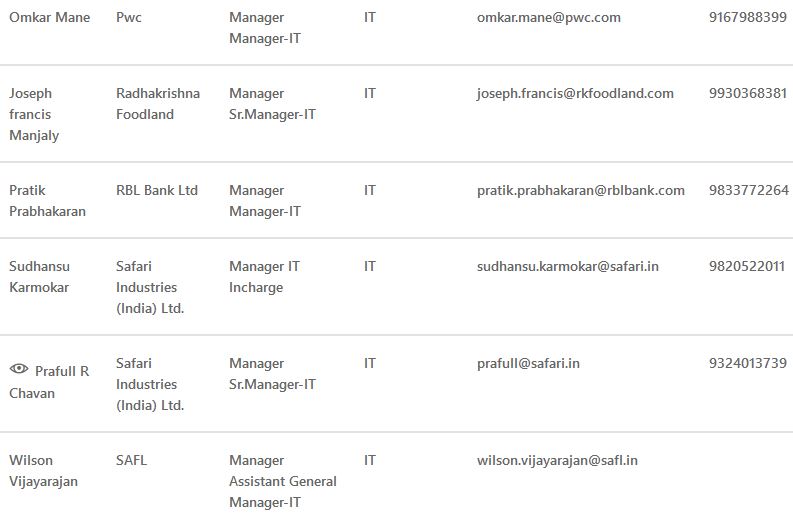 Omkar Mane Pwc Manager IT omkar.mane@pwc.com 9167988399
Manager-IT
Joseph Radhakrishna Manager IT joseph.francis@rkfoodland.com 9930368381
francis Foodland Sr.Manager-IT
Manjaly
Pratik RBL Bank Ltd Manager IT pratik.prabhakaran@rblbank.com 9833772264
Prabhakaran Manager-IT
Sudhansu Safari Manager IT IT sudhansu.karmokar@safari.in 9820522011
Karmokar Industries Incharge
(India) Ltd.
Safari Manager IT prafull@safari.in 9324013739
Prafull R Industries Sr.Manager-IT
Chavan (India) Ltd.
Wilson SAFL Manager IT wilson.vijayarajan@safl.in
Vijayarajan Assistant General
Manager-IT